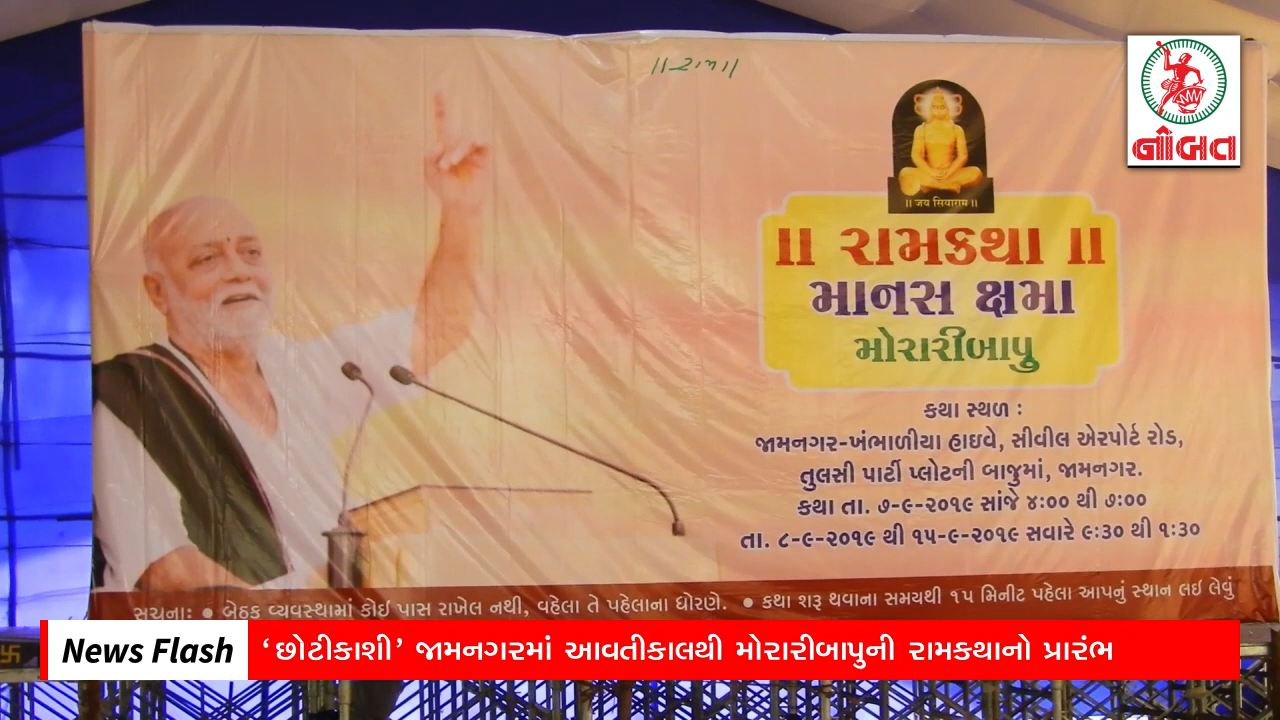 ॥ રામ ॥
નોબત
॥ जय सियाराम ॥
॥ રામકથા ॥
માનસ ક્ષમા
મોરારીબાપુ
કથા સ્થળ :
જામનગર-ખંભાળીયા હાઇવે, સીવીલ એરપોર્ટ રોડ,
તુલસી પાર્ટી પ્લોટની બાજુમાં, જામનગર.
કથા તા. ૭-૯-૨૦૧૯ સાંજે ૪:૦૦ થી ૭:૦૦
તા. ૮-૯-૨૦૧૯ થી ૧૫-૯-૨૦૧૯ સવારે ૯:૩૦ થી ૧:૩૦
સુચના: • બેઠક વ્યવસ્થામાં કોઇ પાસ રાખેલ નથી, વહેલા તે પહેલાના ધોરણે. • કથા શરૂ થવાના સમયથી ૧૫ મિનીટ પહેલા આપનું સ્થાન લઇ લેવું
News Flash ‘છોટીકાશી’ જામનગરમાં આવતીકાલથી મોરારીબાપુની રામકથાનો પ્રારંભ